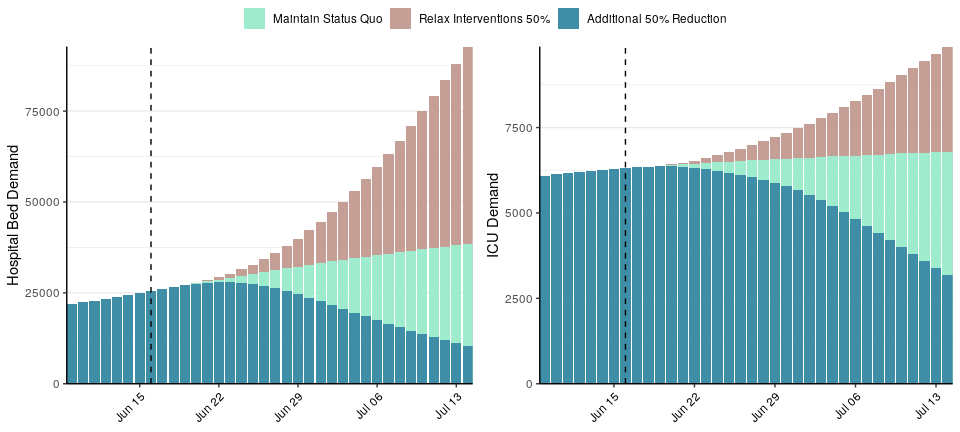 Maintain Status Quo Relax Interventions 50% Additional 50% Reduction
Hospital Bed Demand
75000
50000
25000
0
Jun 15 Jun 22 Jun 29 Jul 06 Jul 13
ICU Demand
7500
5000
2500
0
Jun 15 Jun 22 Jun 29 Jul 06 Jul 13